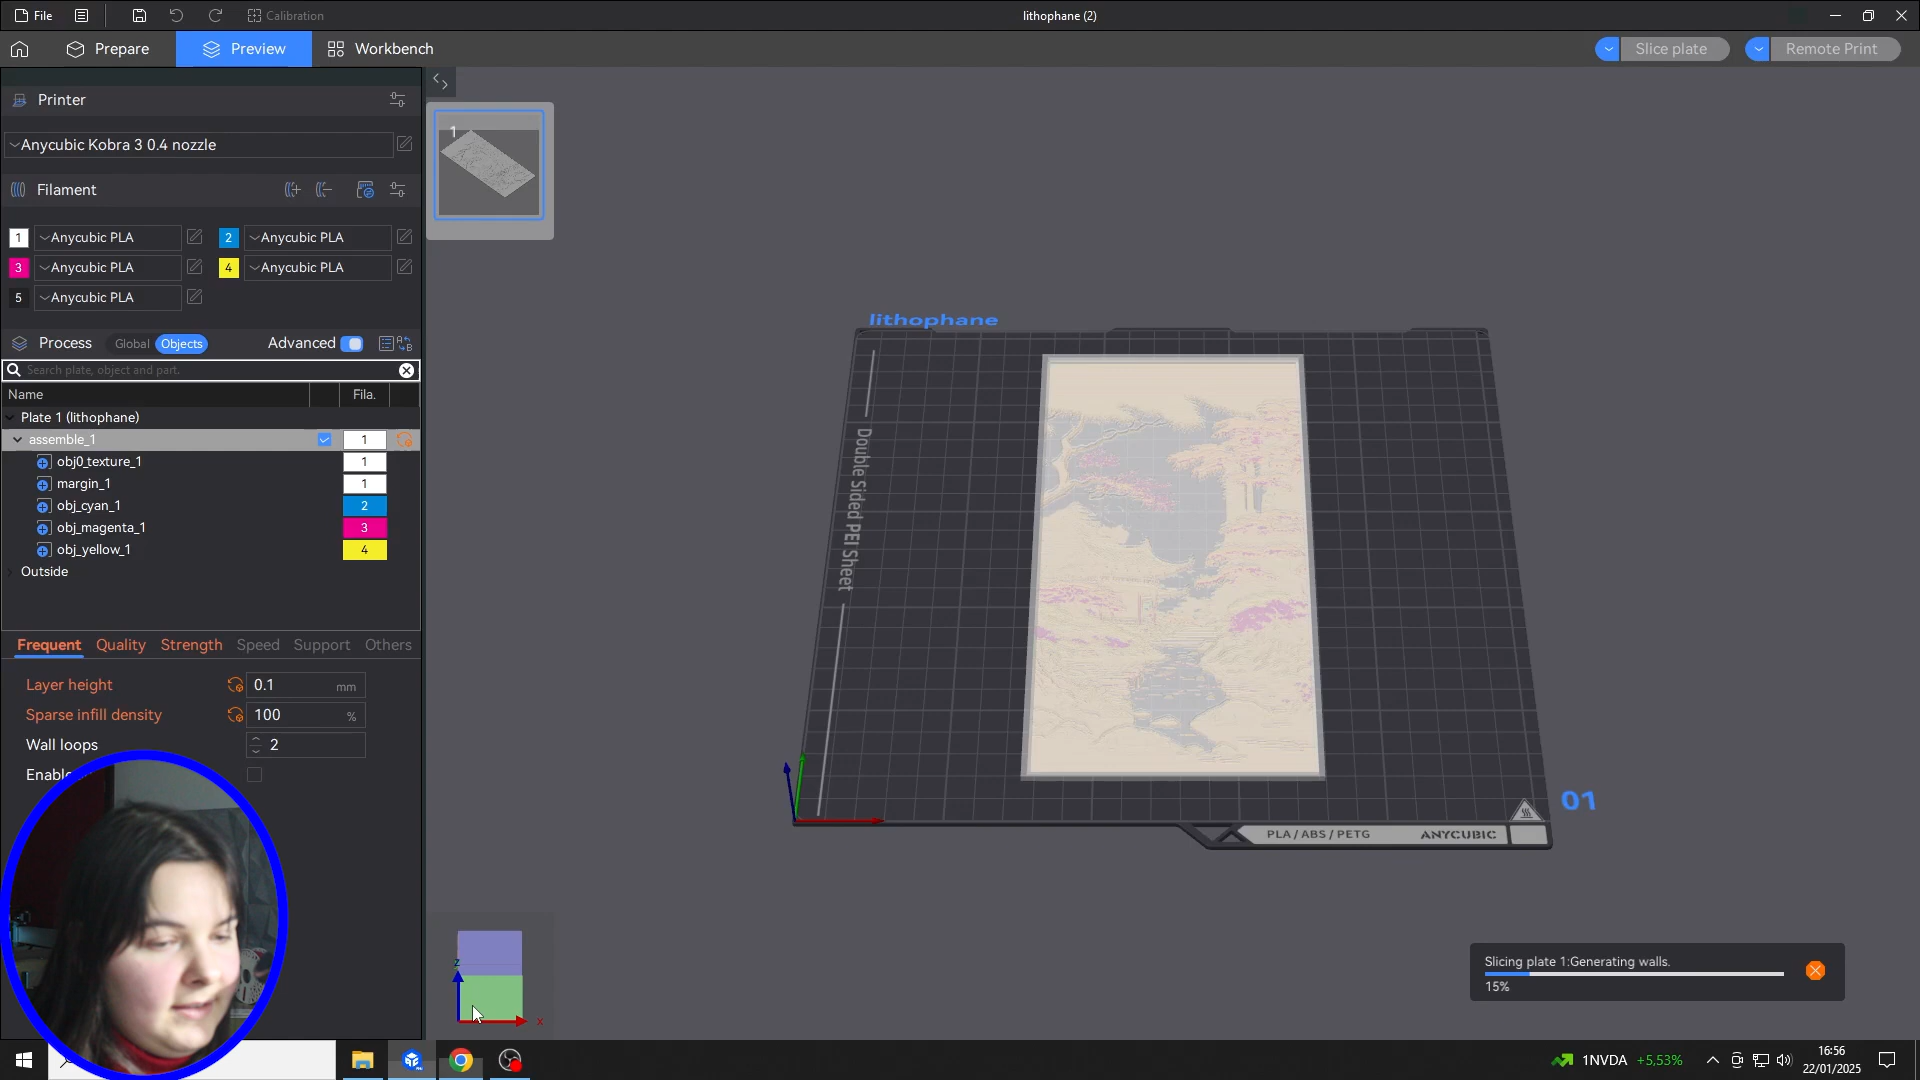 File
Calibration
lithophane (2)
Prepare
Preview
Workbench
Slice plate
Remote Print
Printer
Anycubic Kobra 3 0.4 nozzle
Filament
1 Anycubic PLA
2 Anycubic PLA
3 Anycubic PLA
4 Anycubic PLA
5 Anycubic PLA
Process Global Objects Advanced
Search plate, object and part.
Name Fila.
Plate 1 (lithophane)
assemble_1 1
obj0_texture_1 1
margin_1 1
obj_cyan_1 2
obj_magenta_1 3
obj_yellow_1 4
Outside
Frequent Quality Strength Speed Support Others
Layer height 0.1 mm
Sparse infill density 100 %
Wall loops 2
Enable
1
lithophane
Double Sided PEI Sheet
01
PLA / ABS / PETG ANYCUBIC
z
x
Slicing plate 1:Generating walls.
15%
1NVDA +5,53%
16:56
22/01/2025